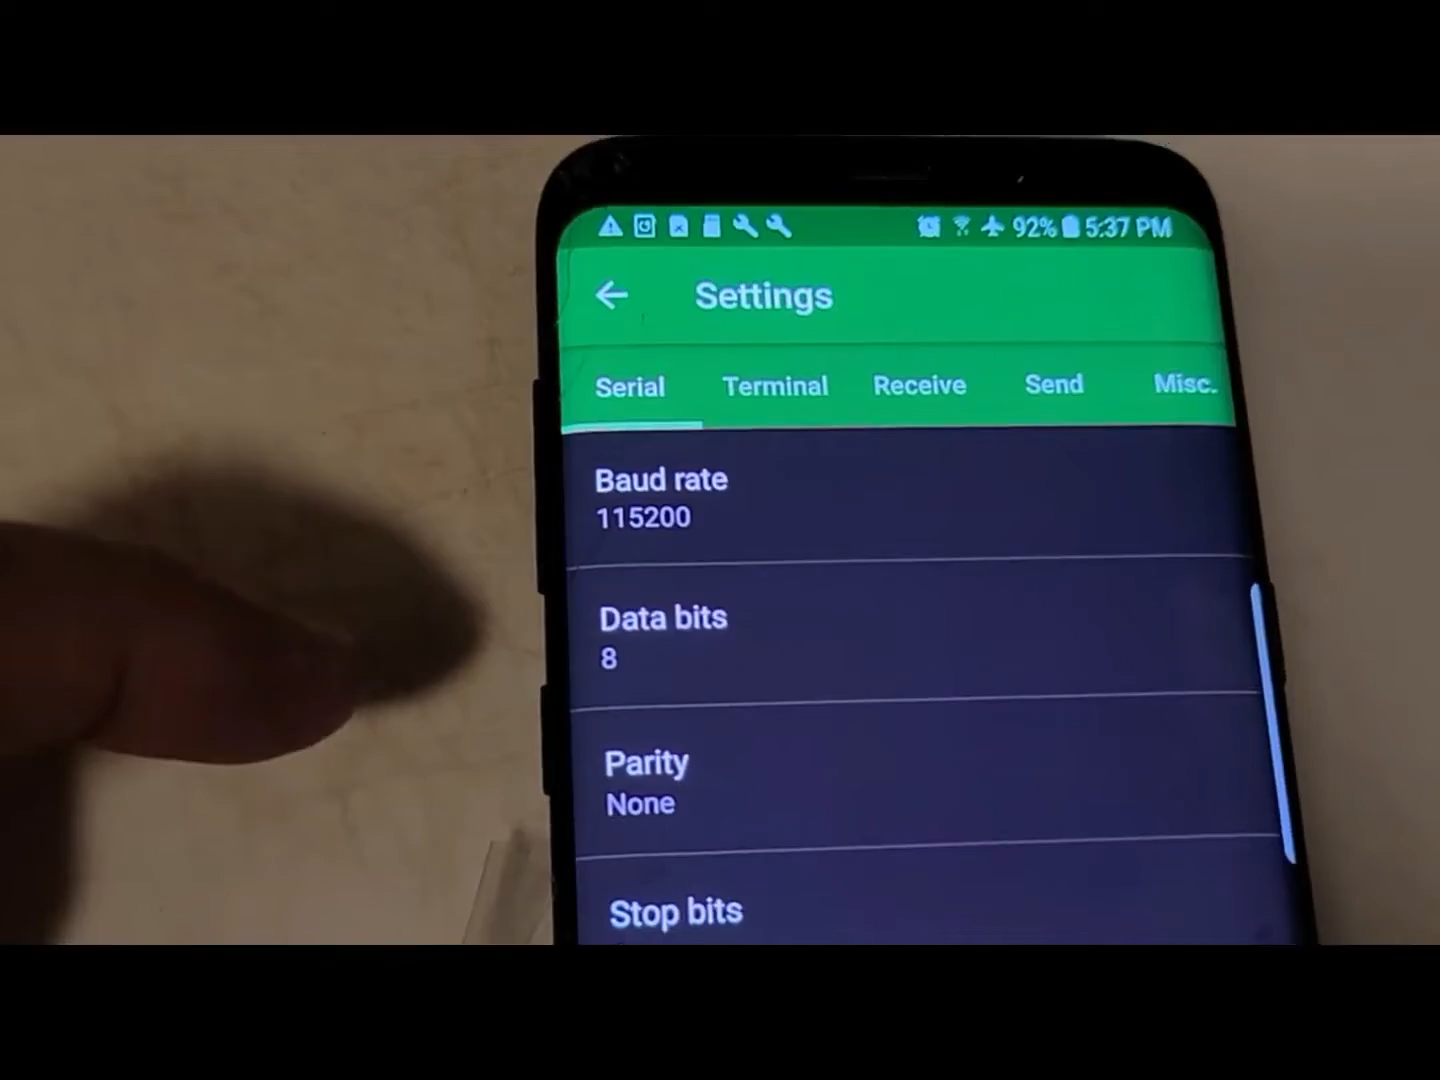 92% 5:37 PM
Settings
Serial Terminal Receive Send Misc.
Baud rate
115200
Data bits
8
Parity
None
Stop bits